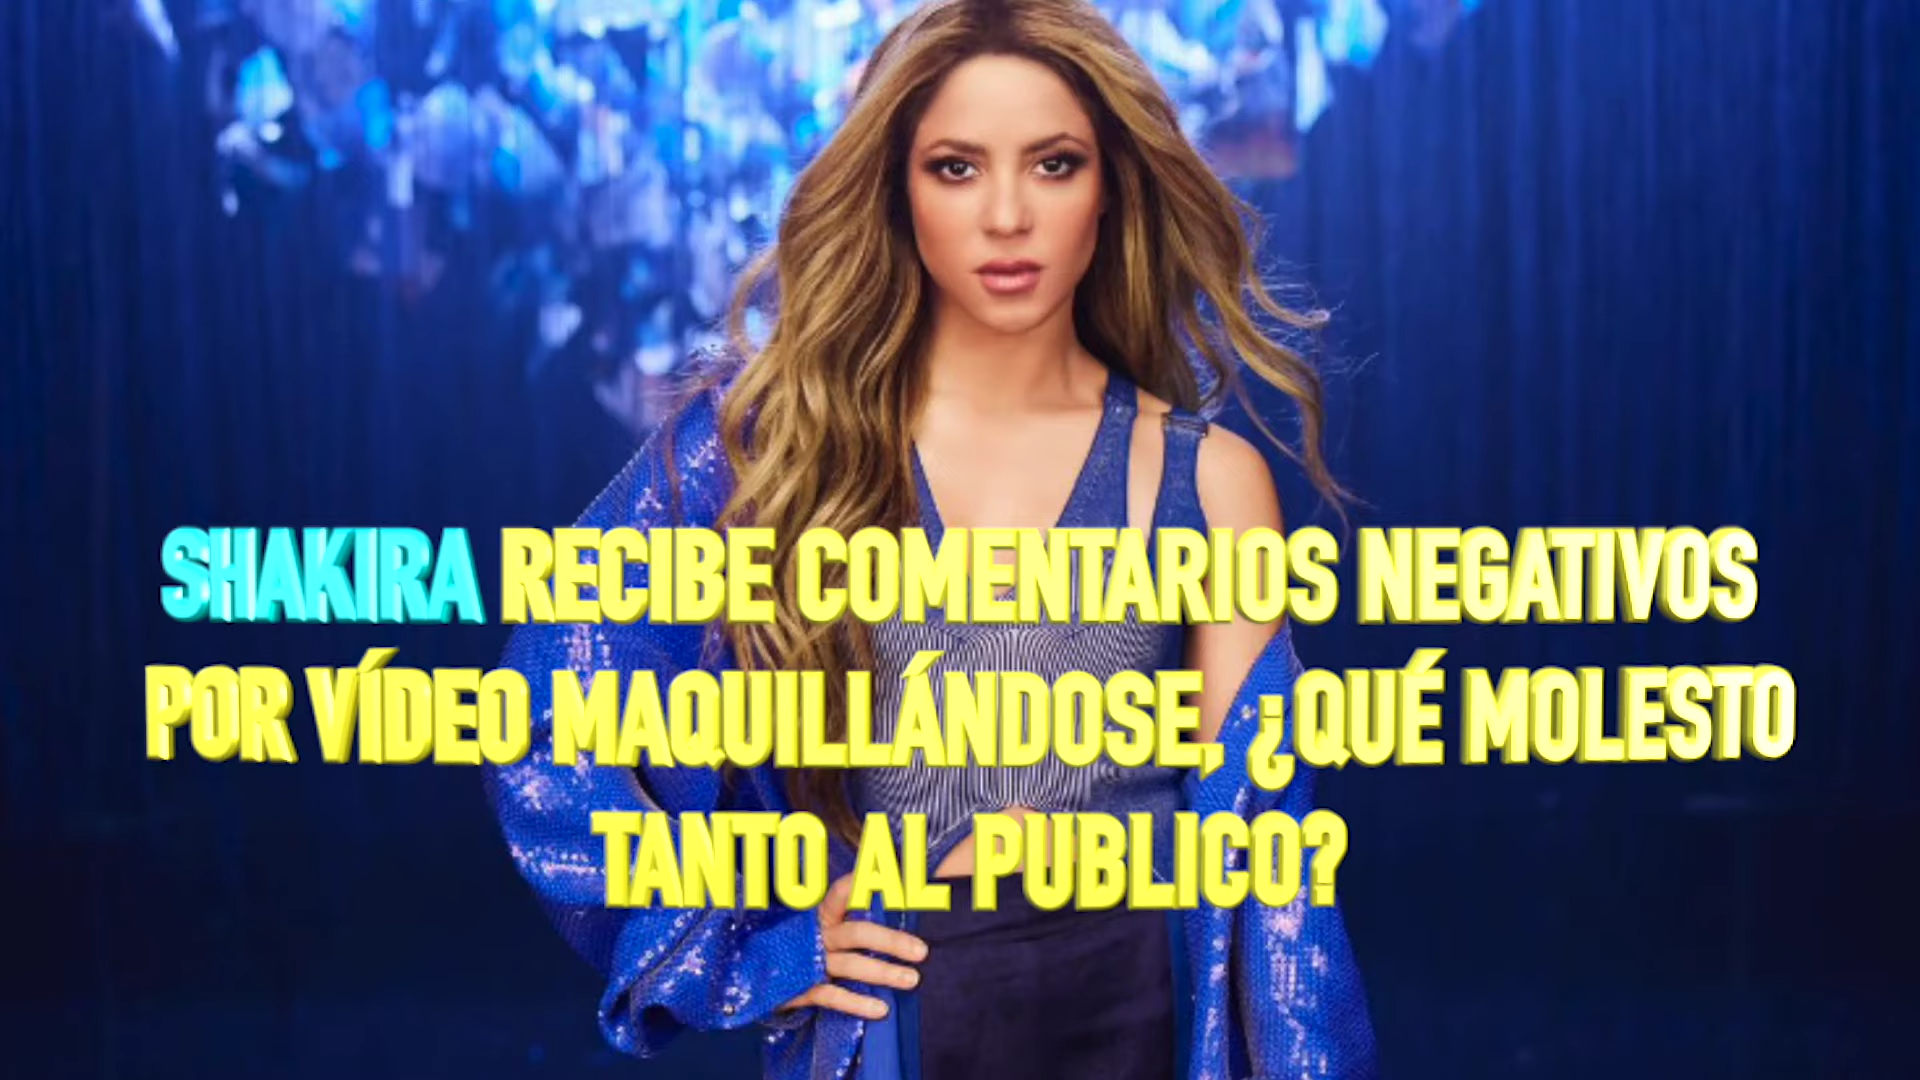 SHAKIRA RECIBE COMENTARIOS NEGATIVOS
POR VÍDEO MAQUILLÁNDOSE, ¿QUÉ MOLESTO
TANTO AL PUBLICO?